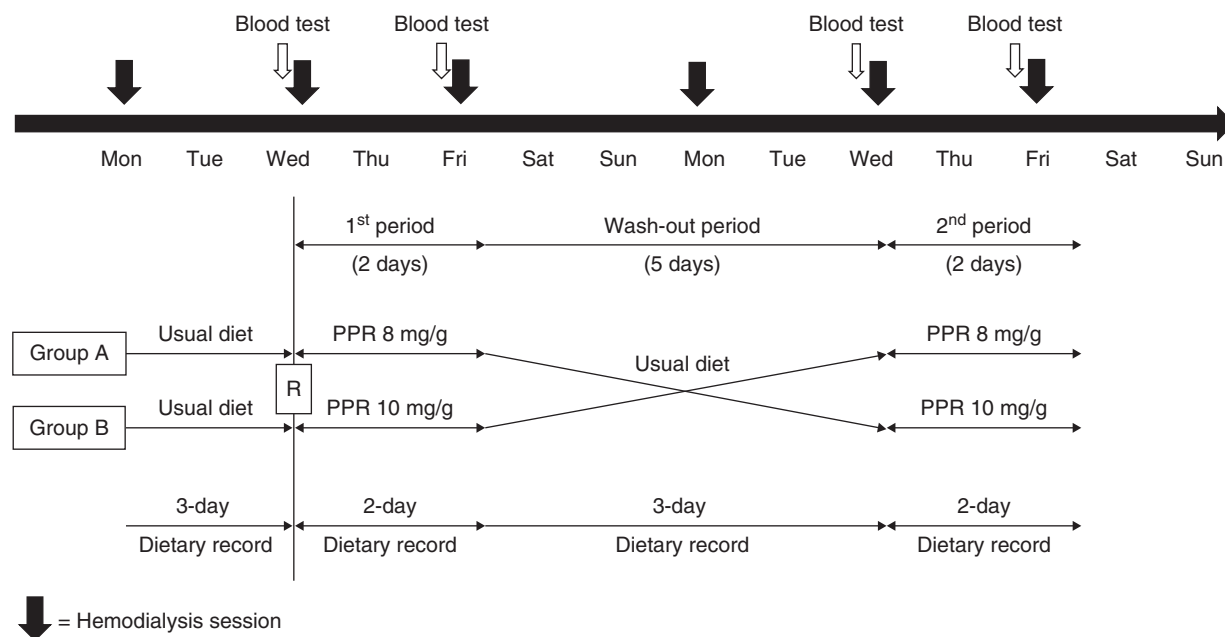 Blood test Blood test Blood test Blood test
Mon Tue Wed Thu Fri Sat Sun Mon Tue Wed Thu Fri Sat Sun
1st period Wash-out period 2nd period
(2 days) (5 days) (2 days)
Usual diet PPR 8 mg/g PPR 8 mg/g
Group A
Usual diet
R
Usual diet PPR 10 mg/g PPR 10 mg/g
Group B
3-day 2-day 3-day 2-day
Dietary record Dietary record Dietary record Dietary record
= Hemodialysis session